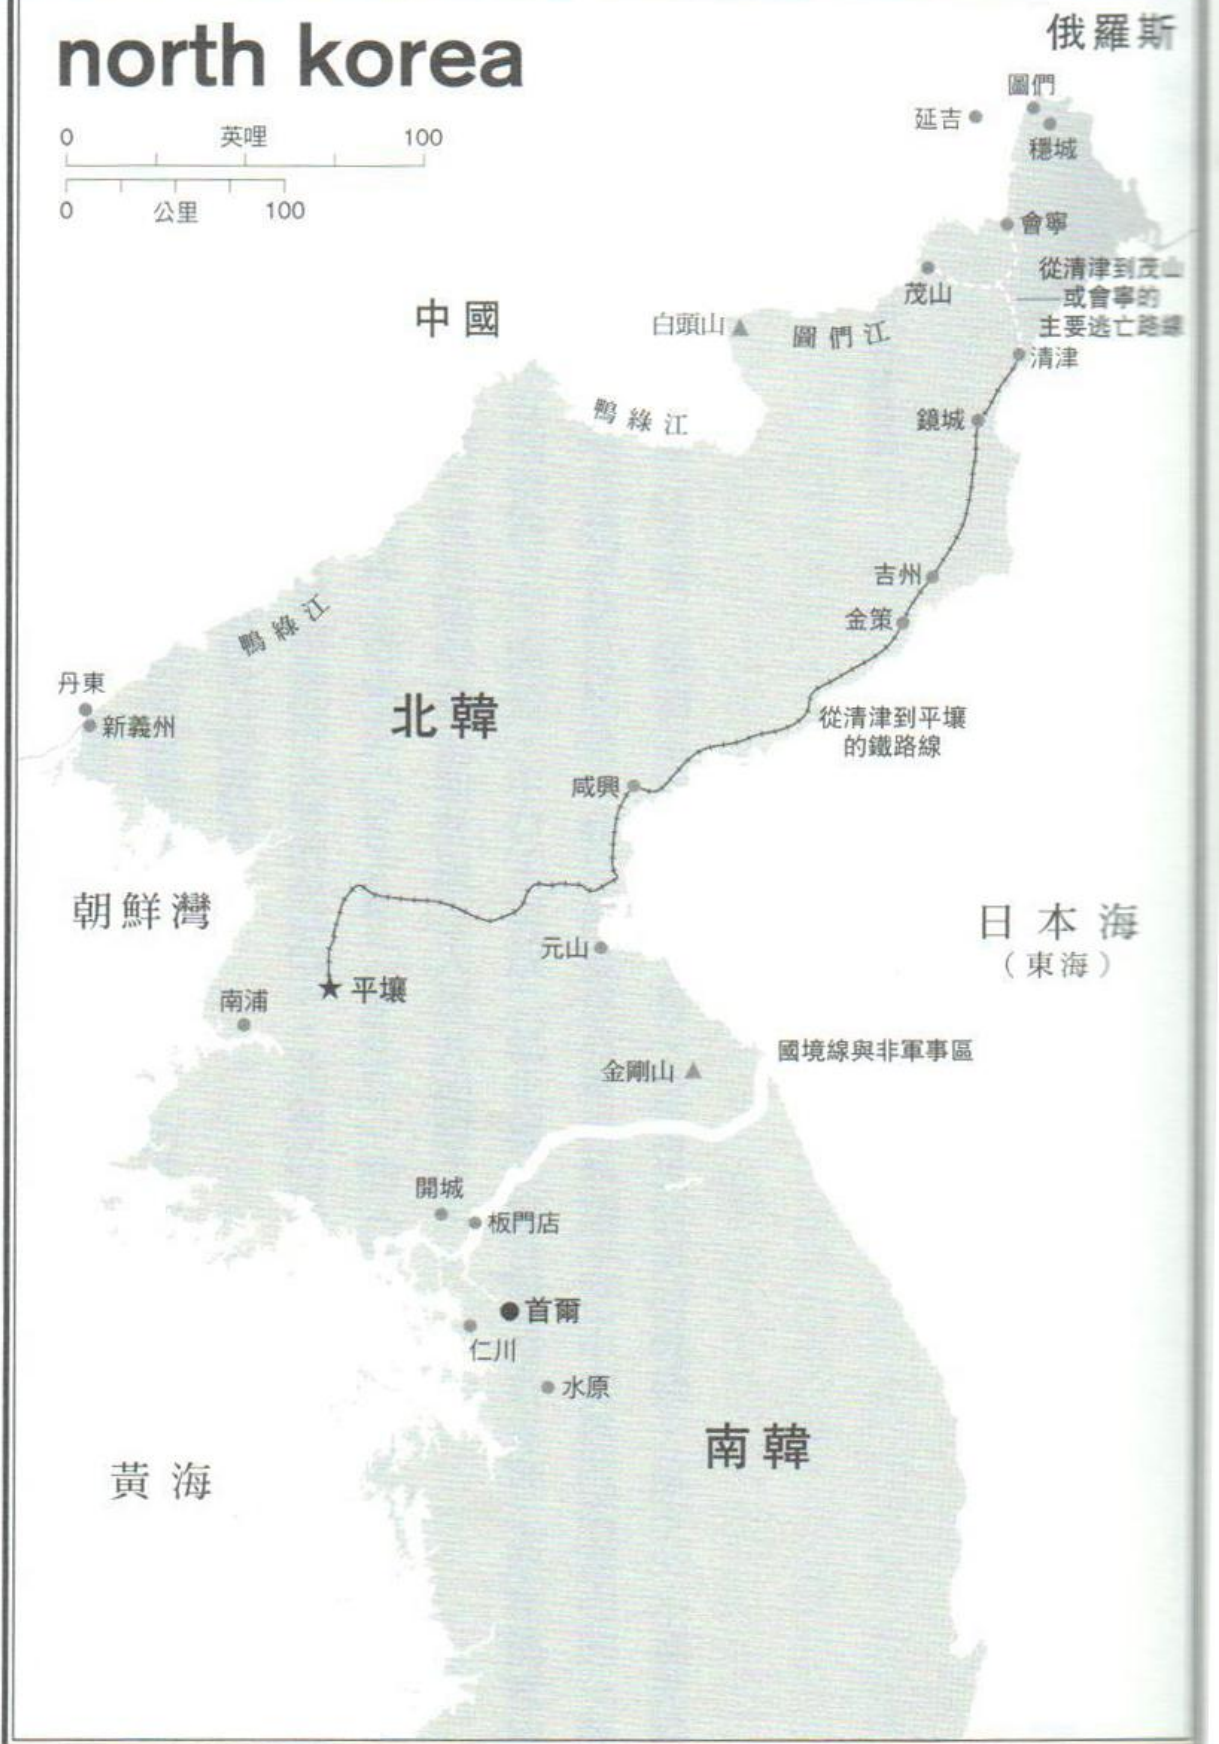 north korea
俄羅斯
圖們
延吉
穩城
0 英哩 100
0 公里 100
會寧
從清津到茂山
或會寧的
主要逃亡路線
茂山
中國
白頭山
圖們江
清津
鴨綠江
鏡城
吉州
鴨綠江
金策
丹東
新義州
北韓
從清津到平壤
的鐵路線
咸興
朝鮮灣
日本海
(東海)
元山
平壤
南浦
國境線與非軍事區
金剛山
開城
板門店
首爾
仁川
水原
南韓
黃海